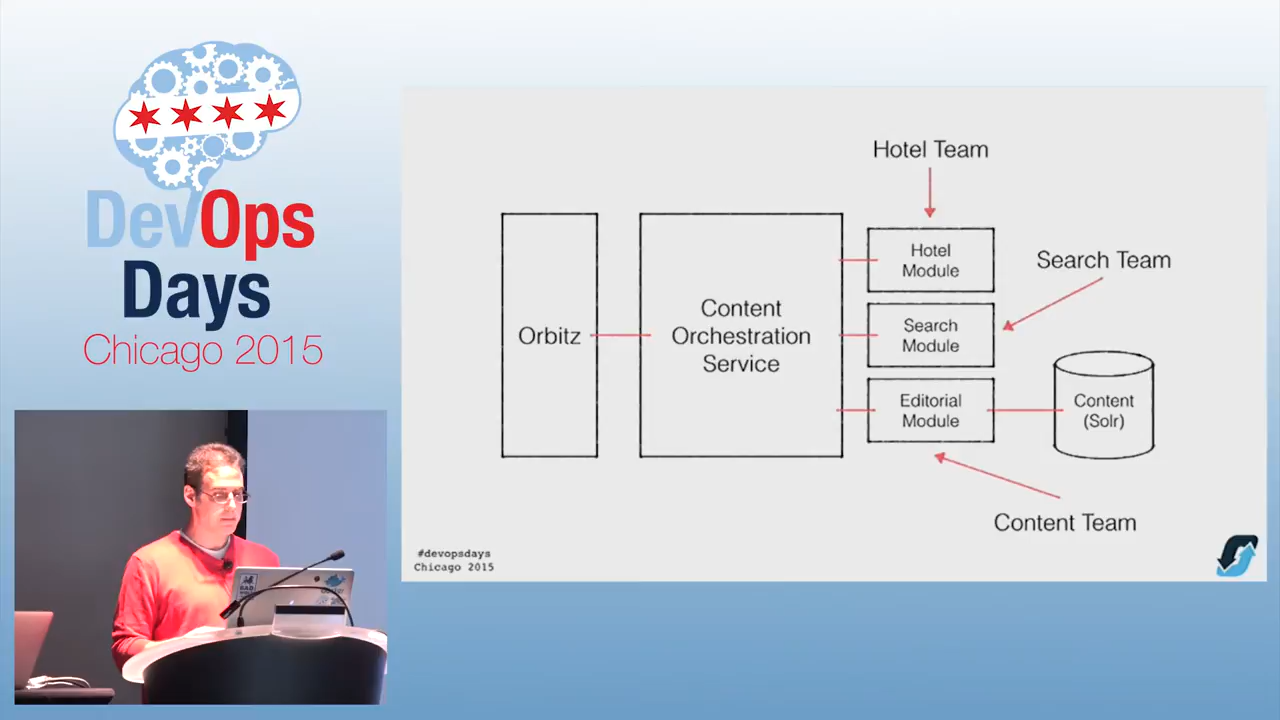 DevOps
Days
Chicago 2015
Hotel Team
Hotel
Module
Search Team
Orbitz
Content
Orchestration
Service
Search
Module
Editorial
Module
Content
(Solr)
Content Team
#devopsdays
Chicago 2015